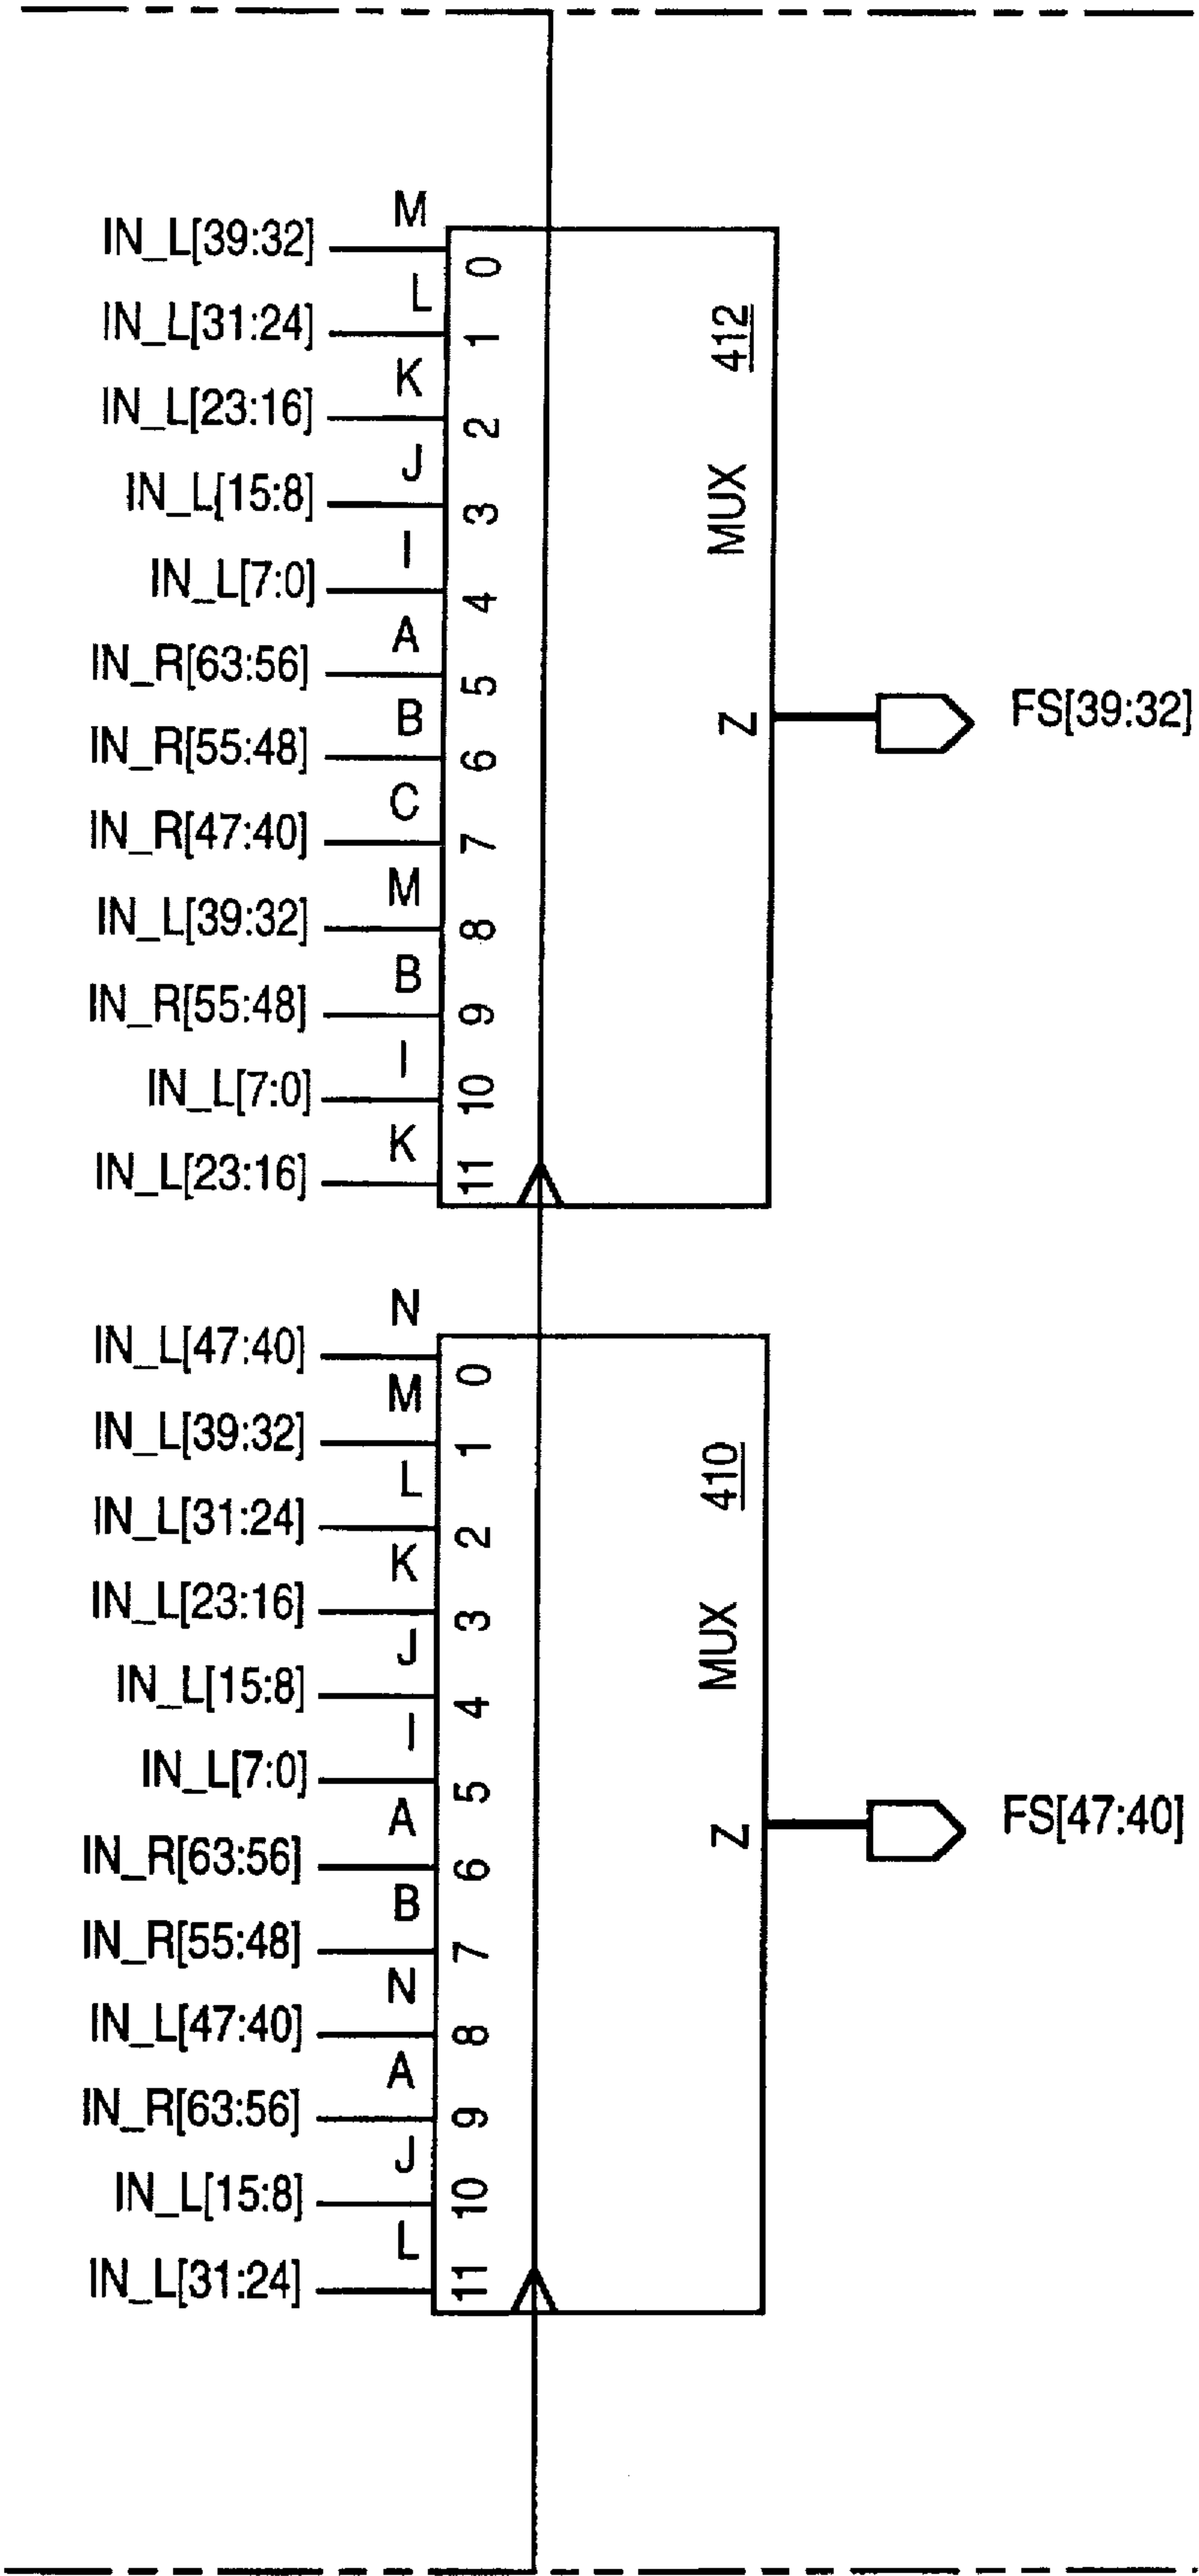 M
IN_L[39:32] 0
L
IN_L[31:24] 1
K
IN_L[23:16] 2
J
IN_L[15:8] 3
I
IN_L[7:0] 4
A
IN_R[63:56] 5
B
IN_R[55:48] 6
C
IN_R[47:40] 7
M
IN_L[39:32] 8
B
IN_R[55:48] 9
I
IN_L[7:0] 10
K
IN_L[23:16] 11
MUX 412
Z
FS[39:32]
N
IN_L[47:40] 0
M
IN_L[39:32] 1
L
IN_L[31:24] 2
K
IN_L[23:16] 3
J
IN_L[15:8] 4
I
IN_L[7:0] 5
A
IN_R[63:56] 6
B
IN_R[55:48] 7
N
IN_L[47:40] 8
A
IN_R[63:56] 9
J
IN_L[15:8] 10
L
IN_L[31:24] 11
MUX 410
Z
FS[47:40]